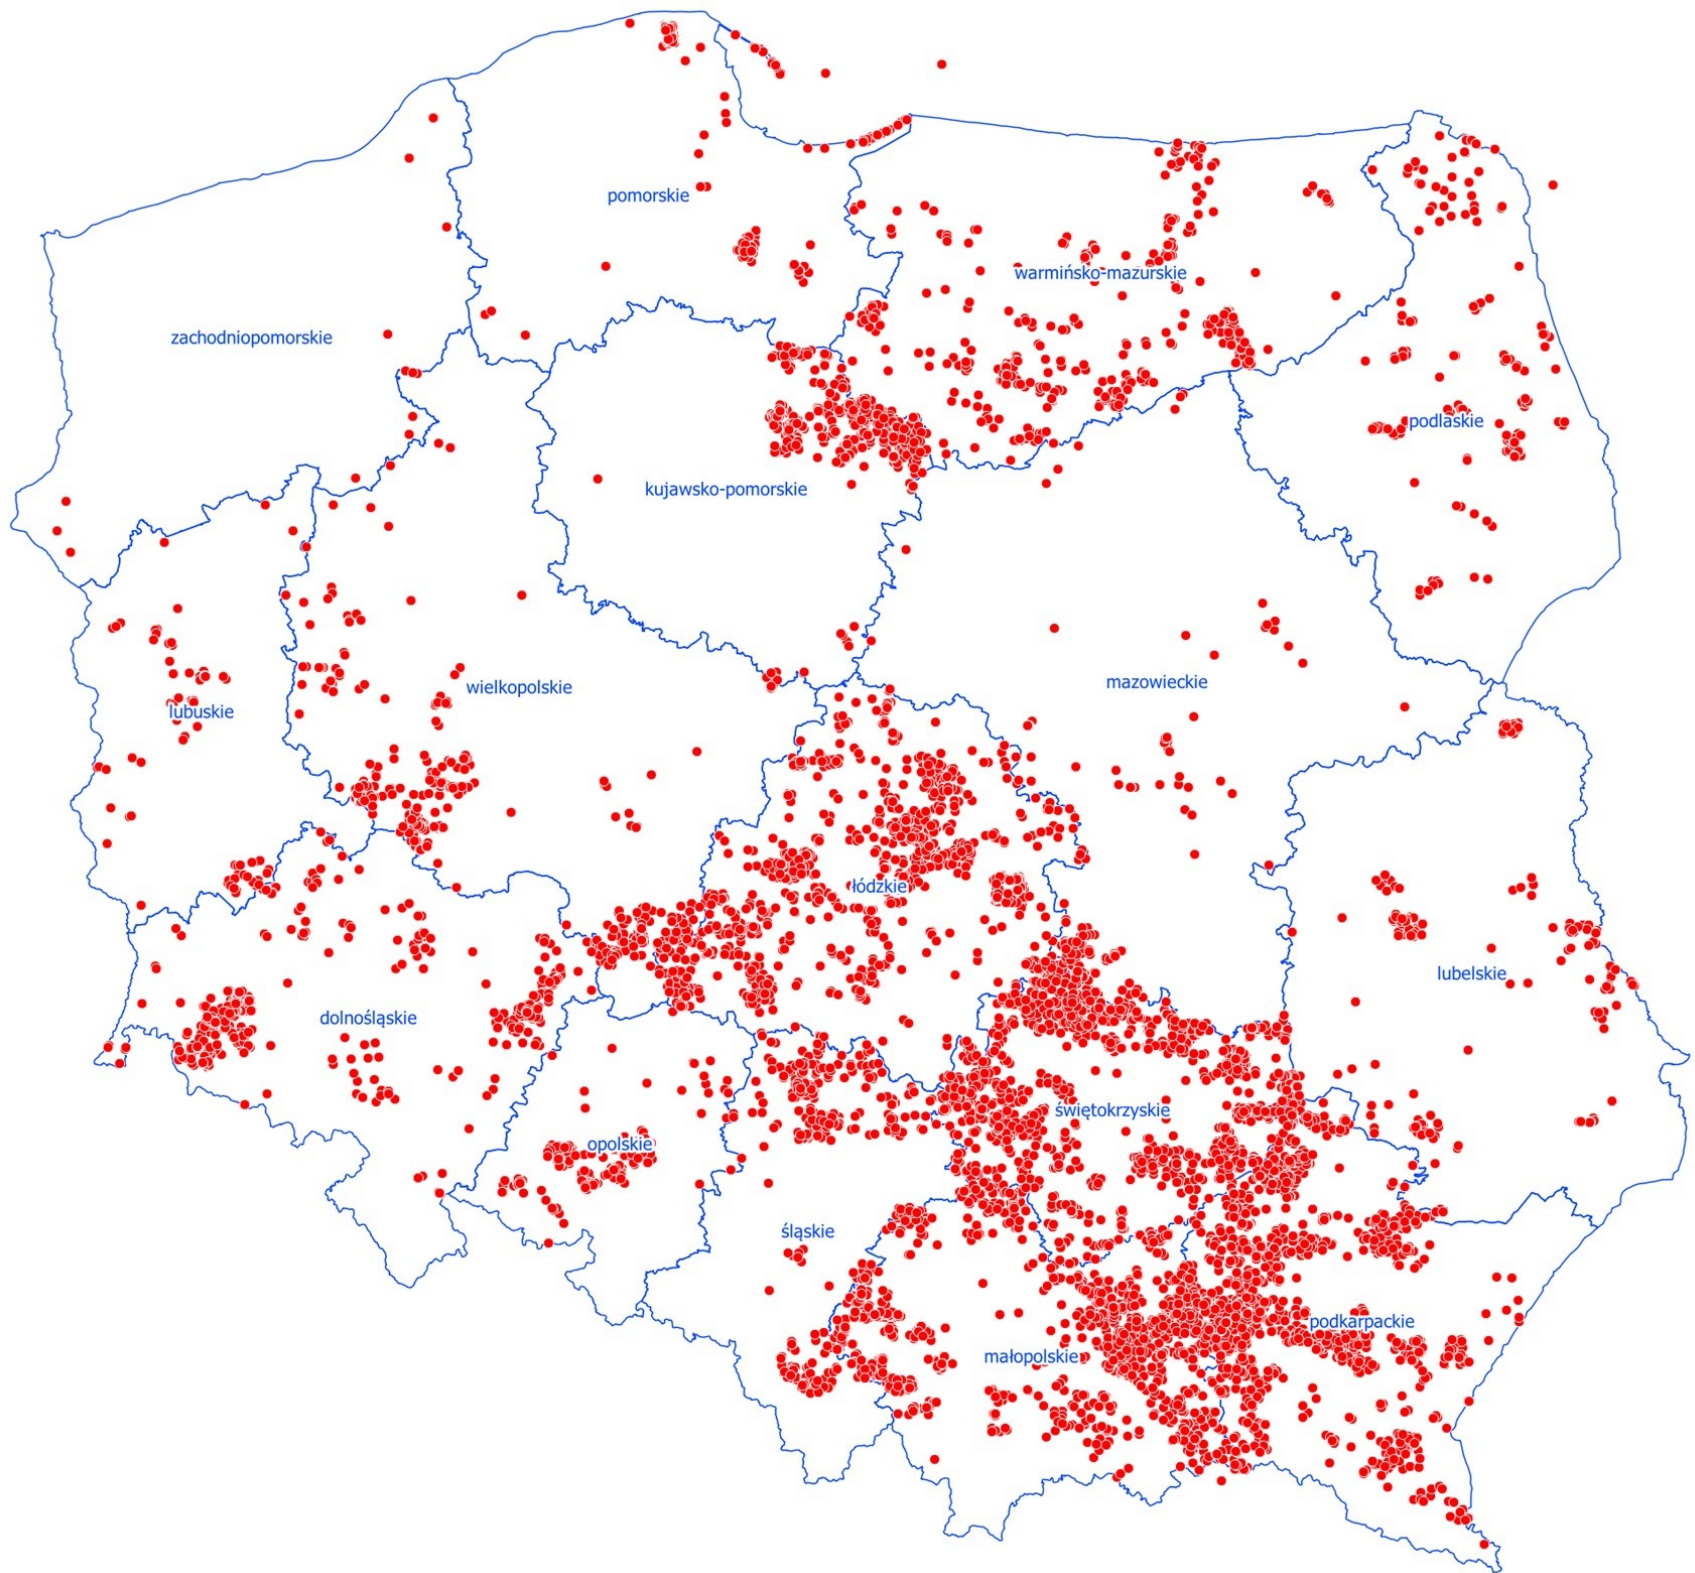 pomorskie
warmińsko-mazurskie
zachodniopomorskie
podlaskie
kujawsko-pomorskie
wielkopolskie
mazowieckie
lubuskie
łódzkie
lubelskie
dolnośląskie
świętokrzyskie
opolskie
śląskie
podkarpackie
małopolskie